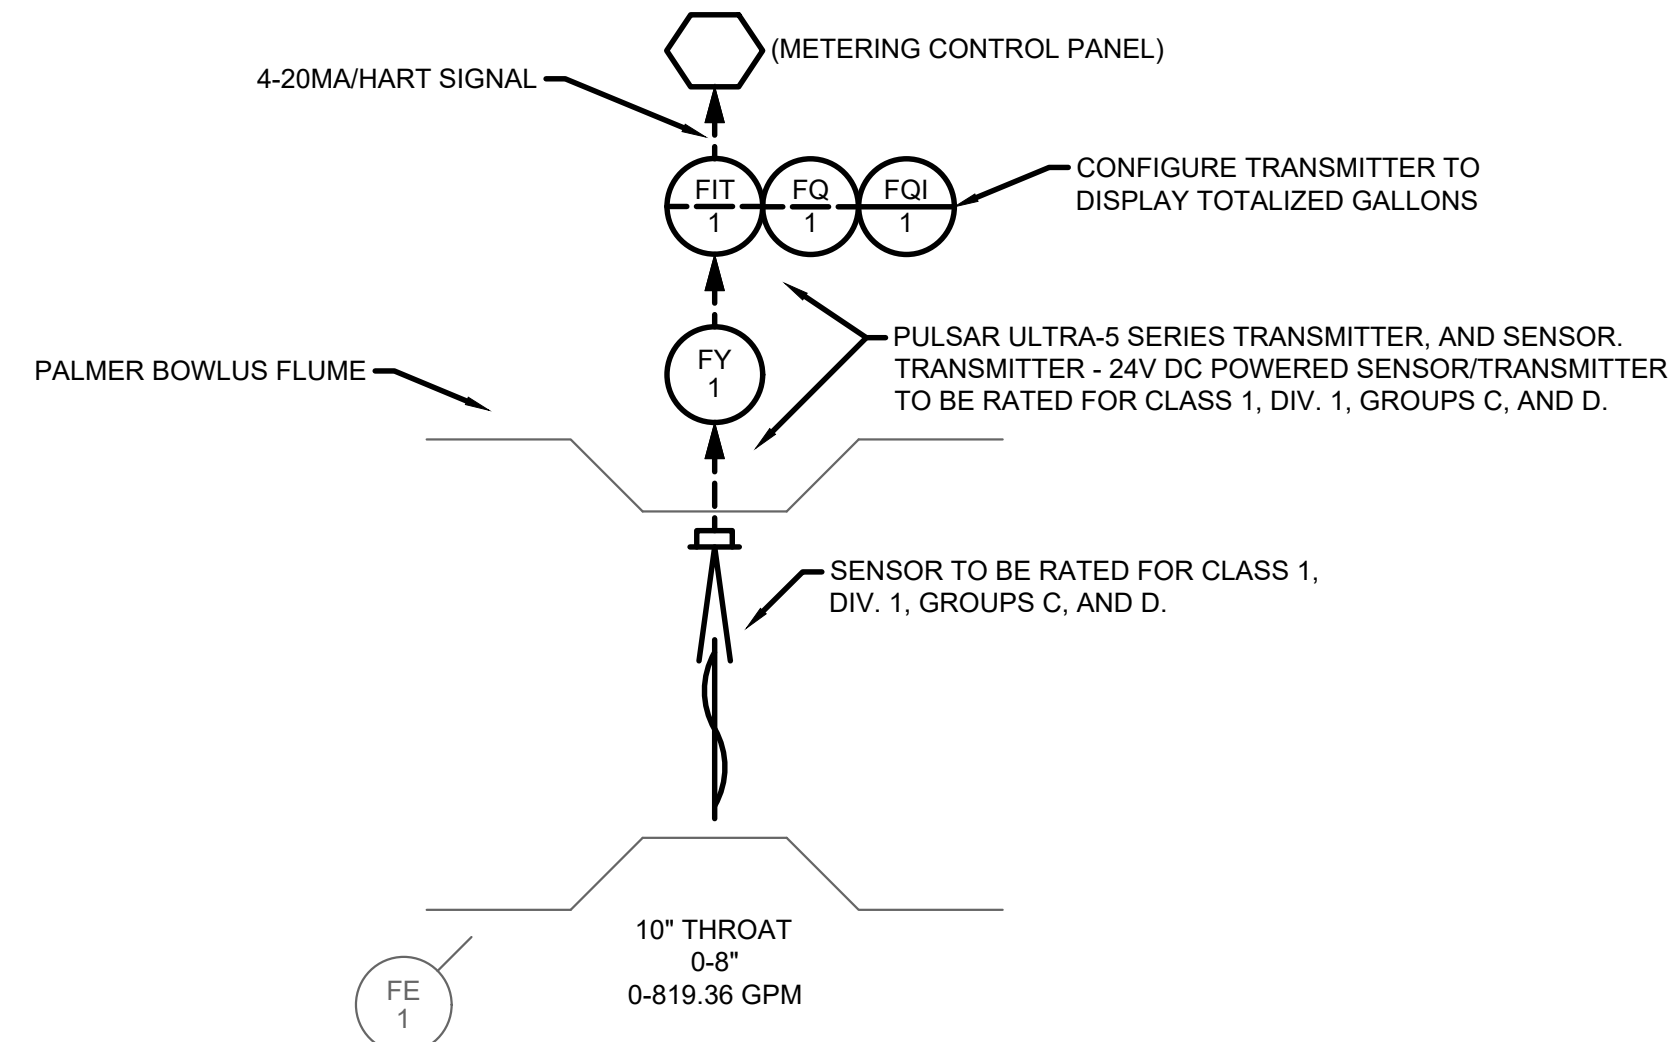 (METERING CONTROL PANEL)
4-20MA/HART SIGNAL
FIT
1
FQ
1
FQI
1
CONFIGURE TRANSMITTER TO
DISPLAY TOTALIZED GALLONS
FY
1
PULSAR ULTRA-5 SERIES TRANSMITTER, AND SENSOR.
TRANSMITTER - 24V DC POWERED SENSOR/TRANSMITTER
TO BE RATED FOR CLASS 1, DIV. 1, GROUPS C, AND D.
PALMER BOWLUS FLUME
SENSOR TO BE RATED FOR CLASS 1,
DIV. 1, GROUPS C, AND D.
10" THROAT
0-8"
0-819.36 GPM
FE
1